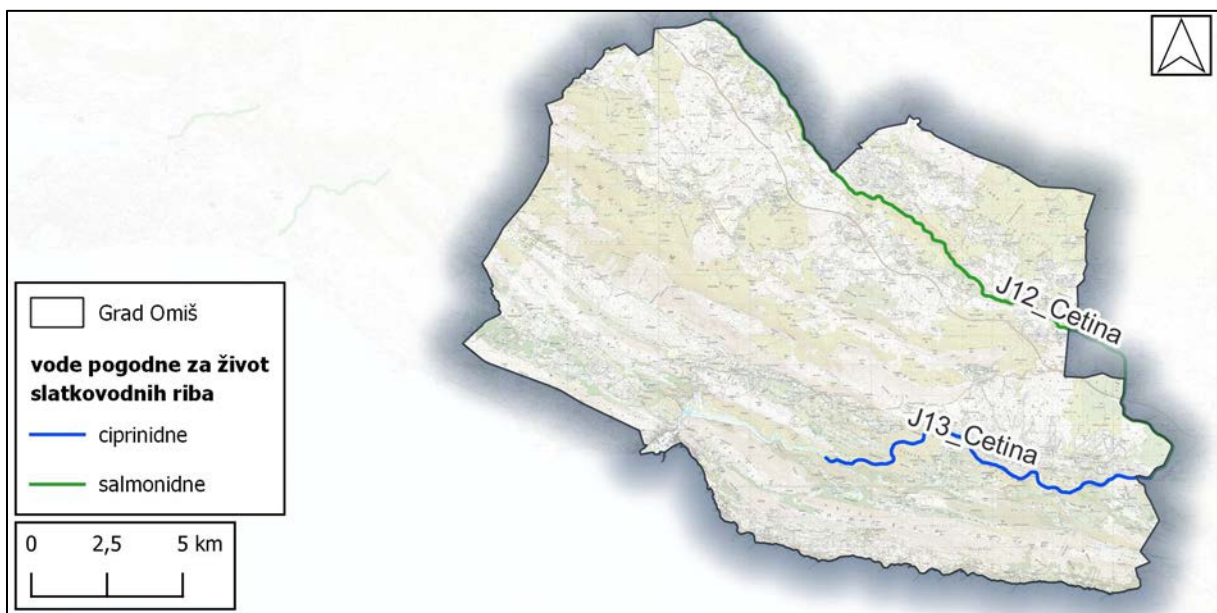 J12_Cetina
J13_Cetina
Grad Omiš
vode pogodne za život
slatkovodnih riba
ciprinidne
salmonidne
0 2,5 5 km